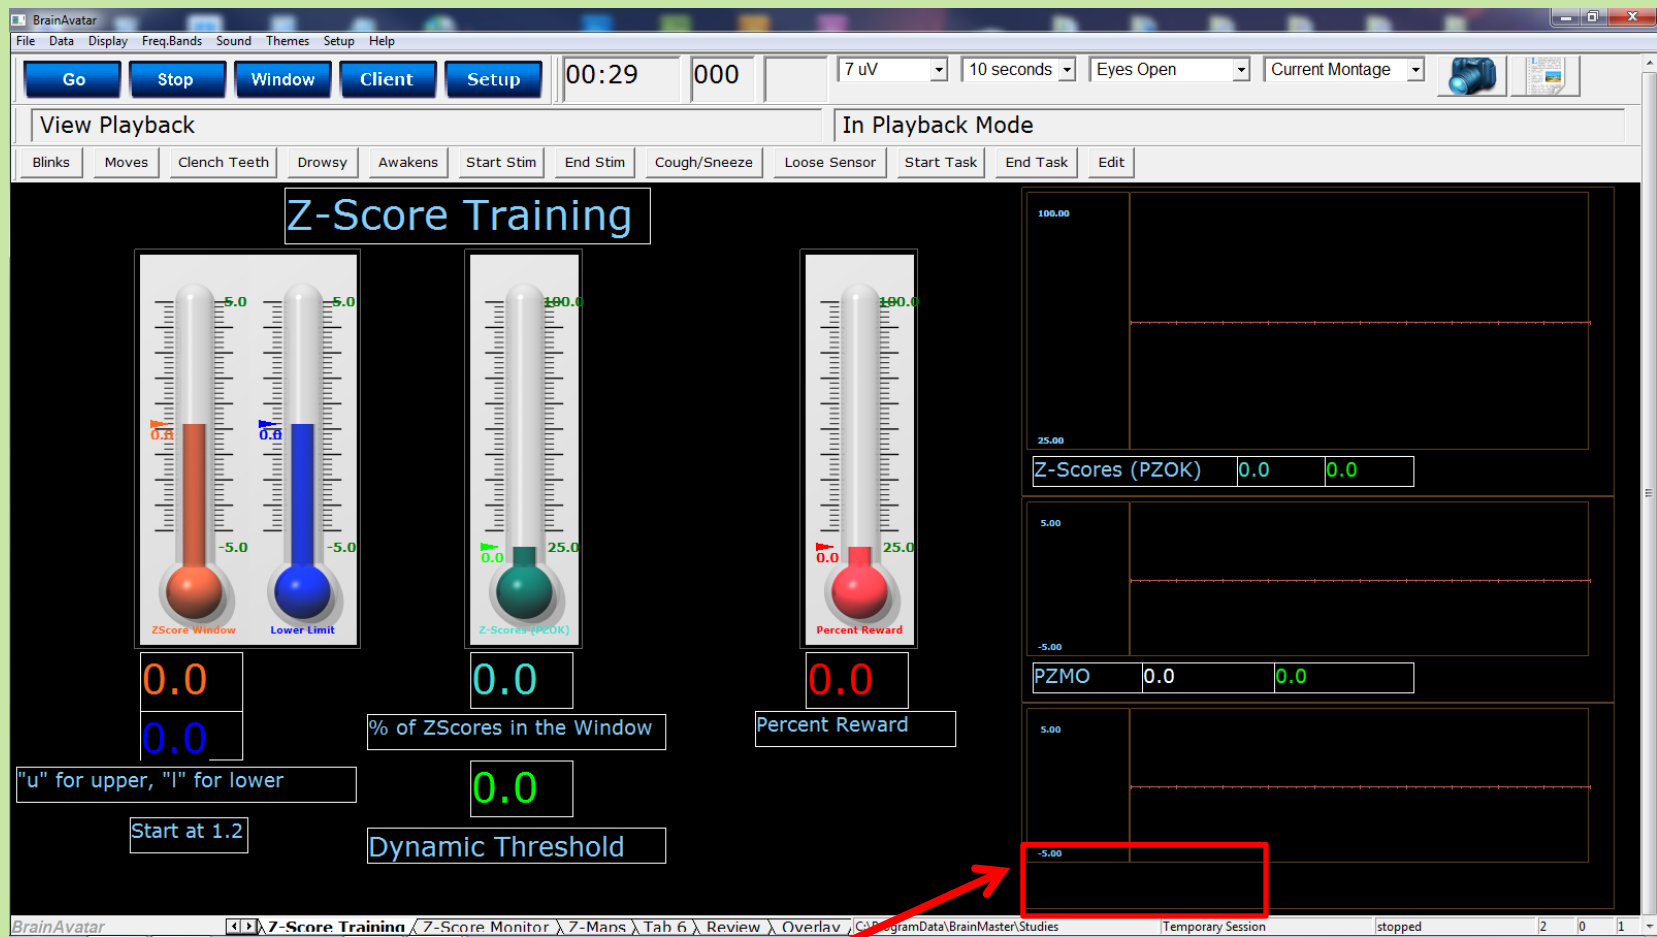 BrainAvatar
File Data Display Freq.Bands Sound Themes Setup Help
Go Stop Window Client Setup 00:29 000 7 uV 10 seconds Eyes Open Current Montage
View Playback In Playback Mode
Blinks Moves Clench Teeth Drowsy Awakens Start Stim End Stim Cough/Sneeze Loose Sensor Start Task End Task Edit
Z-Score Training
5.0 5.0 100.0 100.0
0.0 0.0
-5.0 -5.0 25.0 25.0
0.0 0.0
ZScore Window Lower Limit Z-Scores (PZOK) Percent Reward
0.0 0.0 0.0
0.0
% of ZScores in the Window
Percent Reward
"u" for upper, "l" for lower
0.0
Start at 1.2
Dynamic Threshold
100.00
25.00
Z-Scores (PZOK) 0.0 0.0
5.00
-5.00
PZMO 0.0 0.0
5.00
-5.00
BrainAvatar Z-Score Training Z-Score Monitor Z-Maps Tab 6 Review Overlay C:\ProgramData\BrainMaster\Studies Temporary Session stopped 2 0 1